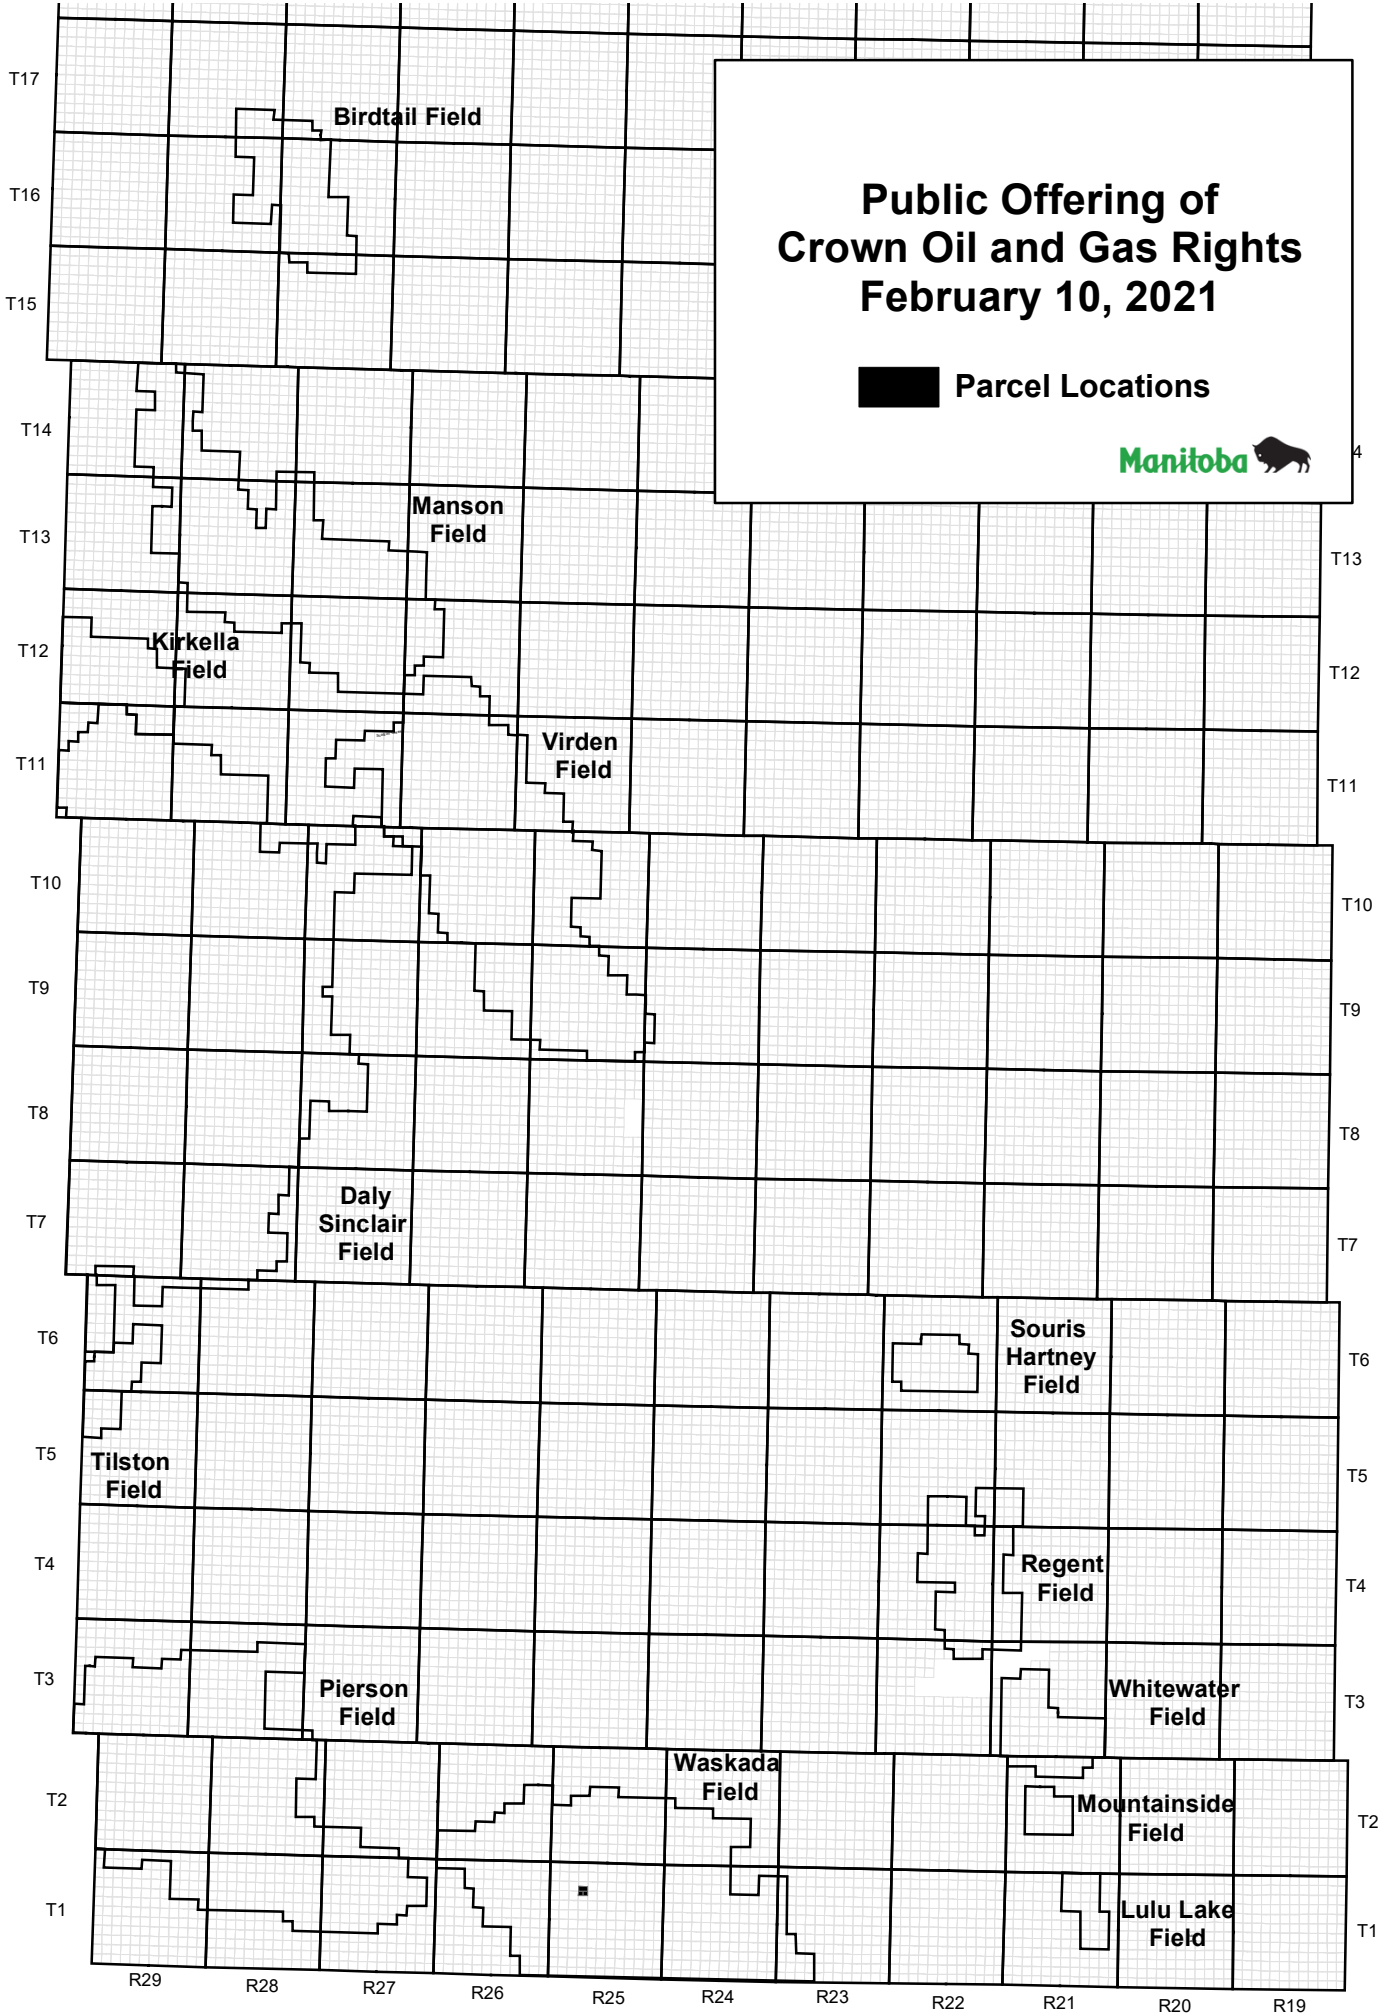 T17
Birdtail Field
Public Offering of
Crown Oil and Gas Rights
February 10, 2021
Parcel Locations
Manitoba
T16
T15
T14
4
Manson
Field
T13
T13
Kirkella
Field
T12
T12
Virden
Field
T11
T11
T10
T10
T9
T9
T8
T8
Daly
Sinclair
Field
T7
T7
Souris
Hartney
Field
T6
T6
Tilston
Field
T5
T5
Regent
Field
T4
T4
Pierson
Field
Whitewater
Field
T3
T3
Waskada
Field
Mountainside
Field
T2
T2
Lulu Lake
Field
T1
T1
R29
R28
R27
R26
R25
R24
R23
R22
R21
R20
R19